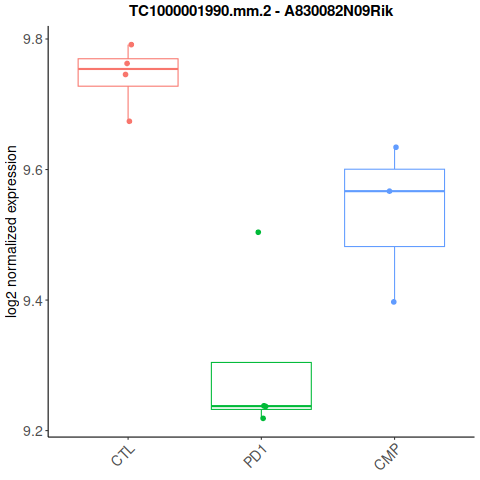 TC1000001990.mm.2 - A830082N09Rik
log2 normalized expression
9.8
9.6
9.4
9.2
CTL
PD1
CMP